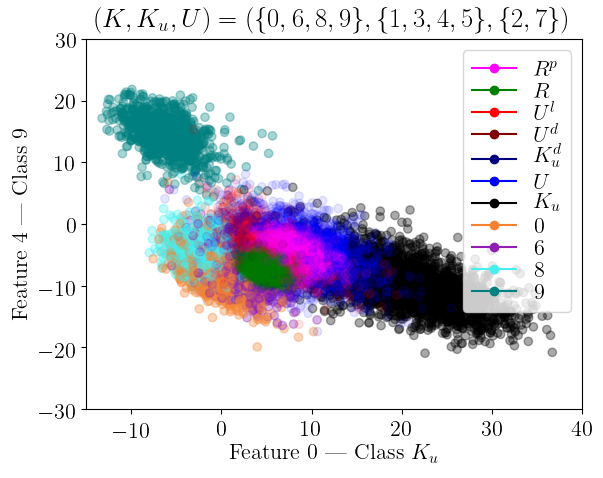 (K, K_u, U) = ({0, 6, 8, 9}, {1, 3, 4, 5}, {2, 7})
30
20
10
0
−10
−20
−30
Feature 4 — Class 9
R^p
R
U^l
U^d
K_u^d
U
K_u
0
6
8
9
−10
0
10
20
30
40
Feature 0 — Class K_u